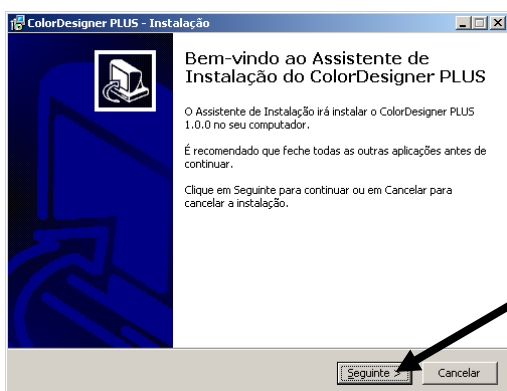 ColorDesigner PLUS - Instalação
Bem-vindo ao Assistente de
Instalação do ColorDesigner PLUS
O Assistente de Instalação irá instalar o ColorDesigner PLUS
1.0.0 no seu computador.
É recomendado que feche todas as outras aplicações antes de
continuar.
Clique em Seguinte para continuar ou em Cancelar para
cancelar a instalação.
Seguinte > Cancelar